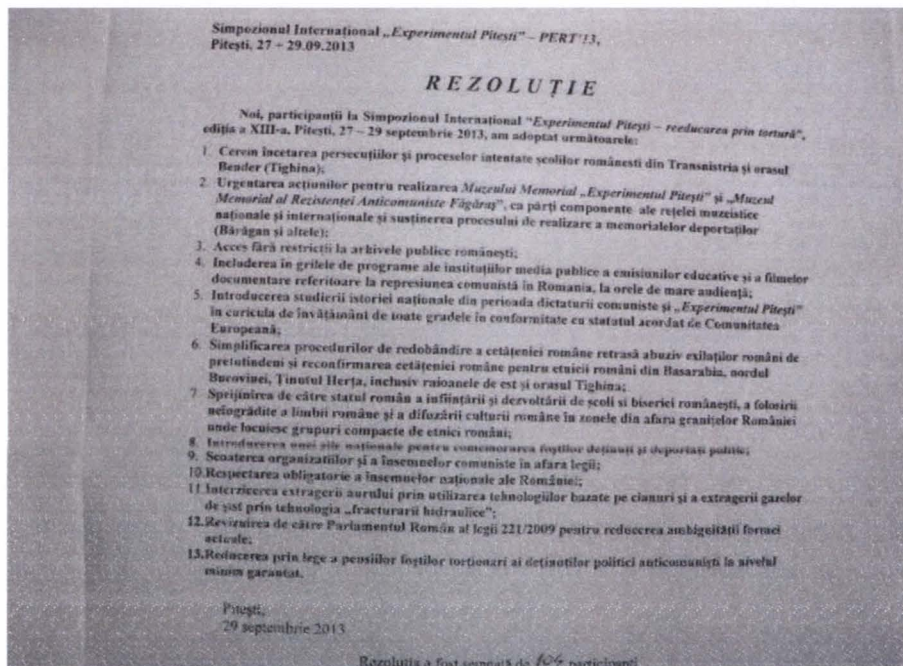 Simpozionul Internațional „Experimentul Pitești" – PERT'13,
Pitești, 27 ÷ 29.09.2013
REZOLUȚIE
Noi, participanții la Simpozionul Internațional "Experimentul Pitești – reeducarea prin tortură",
ediția a XIII-a, Pitești, 27 – 29 septembrie 2013, am adoptat următoarele:
1. Cerem încetarea persecuțiilor și proceselor intentate școlilor românești din Transnistria și orasul
Bender (Tighina);
2. Urgentarea acțiunilor pentru realizarea Muzeului Memorial „Experimentul Pitești" și „Muzeul
Memorial al Rezistenței Anticomuniste Făgăraș", ca părți componente ale rețelei muzeistice
naționale și internaționale și susținerea procesului de realizare a memorialelor deportaților
(Bărăgan și altele);
3. Acces fără restricții la arhivele publice românești;
4. Includerea în grilele de programe ale instituțiilor media publice a emisiunilor educative și a filmelor
documentare referitoare la represiunea comunistă în Romania, la orele de mare audiență;
5. Introducerea studierii istoriei naționale din perioada dictaturii comuniste și „Experimentul Pitești"
în curicula de învățământ de toate gradele în conformitate cu statutul acordat de Comunitatea
Europeană;
6. Simplificarea procedurilor de redobândire a cetățeniei române retrasă abuziv exilaților români de
pretutindeni si reconfirmarea cetățeniei române pentru etnicii români din Basarabia, nordul
Bucovinei, Ținutul Herța, inclusiv raioanele de est și orasul Tighina;
7. Sprijinirea de către statul român a înființării și dezvoltării de școli si biserici românești, a folosirii
neîngrădite a limbii române și a difuzării culturii române în zonele din afara granițelor României
unde locuiesc grupuri compacte de etnici români;
8. Introducerea unei zile naționale pentru comemorarea foștilor deținuți și deportați politic;
9. Scoaterea organizatiilor și a însemnelor comuniste în afara legii;
10.Respectarea obligatorie a însemnelor naționale ale României;
11.Interzicerea extragerii aurului prin utilizarea tehnologiilor bazate pe cianuri și a extragerii gazelor
de șist prin tehnologia „fracturarii hidraulice";
12.Revizuirea de către Parlamentul Român al legii 221/2009 pentru reducerea ambiguității formei
actuale;
13.Reducerea prin lege a pensiilor foștilor torționari ai deținuților politici anticomuniști la nivelul
minim garantat.
Pitești,
29 septembrie 2013
Rezoluția a fost semnată de 104 participanți